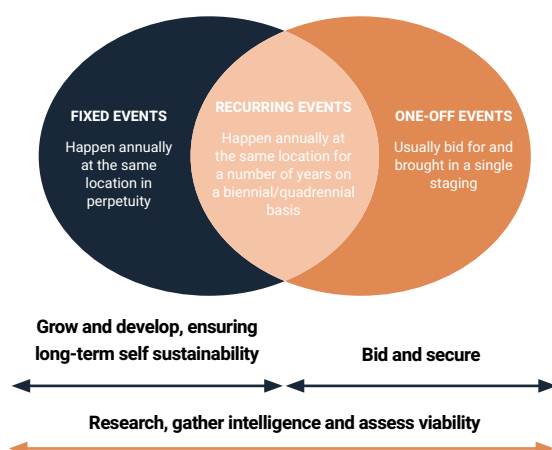 FIXED EVENTS
Happen annually
at the same
location in
perpetuity
RECURRING EVENTS
Happen annually at
the same location for
a number of years on
a biennial/quadrennial
basis
ONE-OFF EVENTS
Usually bid for and
brought in a single
staging
Grow and develop, ensuring
long-term self sustainability
Bid and secure
Research, gather intelligence and assess viability